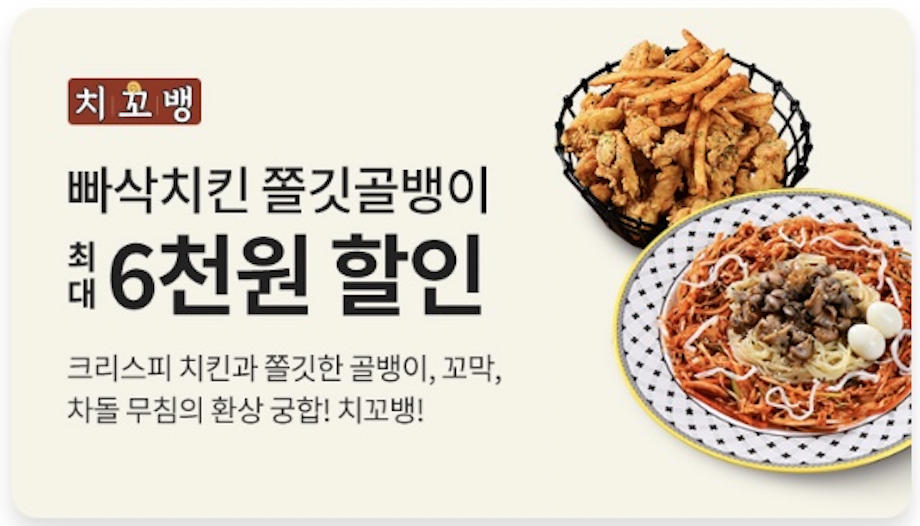 치꼬뱅
빠삭치킨 쫄깃골뱅이
최대 6천원 할인
크리스피 치킨과 쫄깃한 골뱅이, 꼬막,
차돌 무침의 환상 궁합! 치꼬뱅!